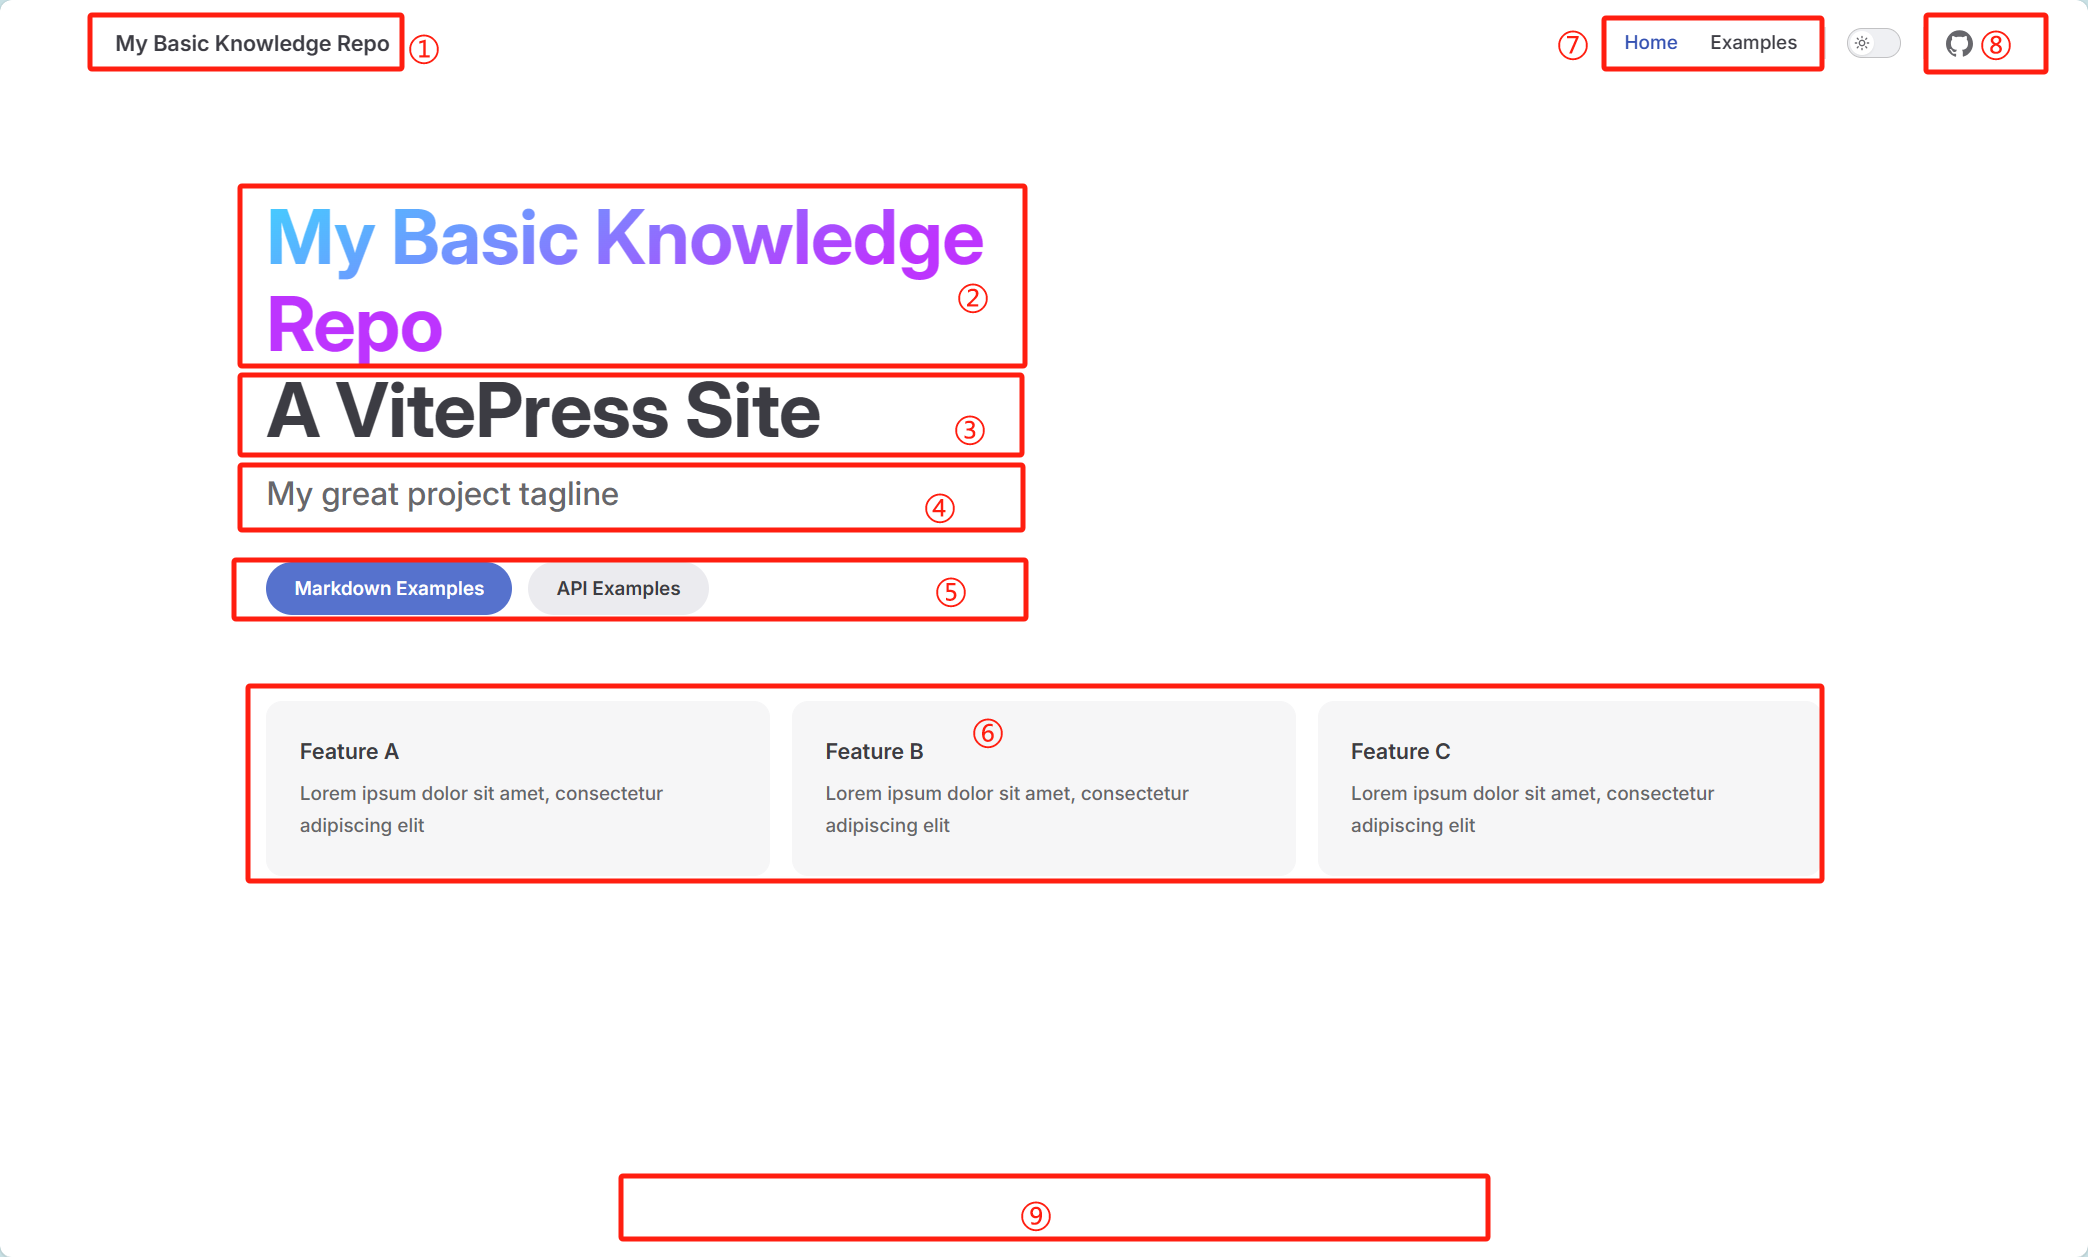 My Basic Knowledge Repo ①
⑦ Home Examples ⑧
My Basic Knowledge
Repo ②
A VitePress Site ③
My great project tagline ④
Markdown Examples API Examples ⑤
⑥
Feature A
Lorem ipsum dolor sit amet, consectetur
adipiscing elit
Feature B
Lorem ipsum dolor sit amet, consectetur
adipiscing elit
Feature C
Lorem ipsum dolor sit amet, consectetur
adipiscing elit
⑨